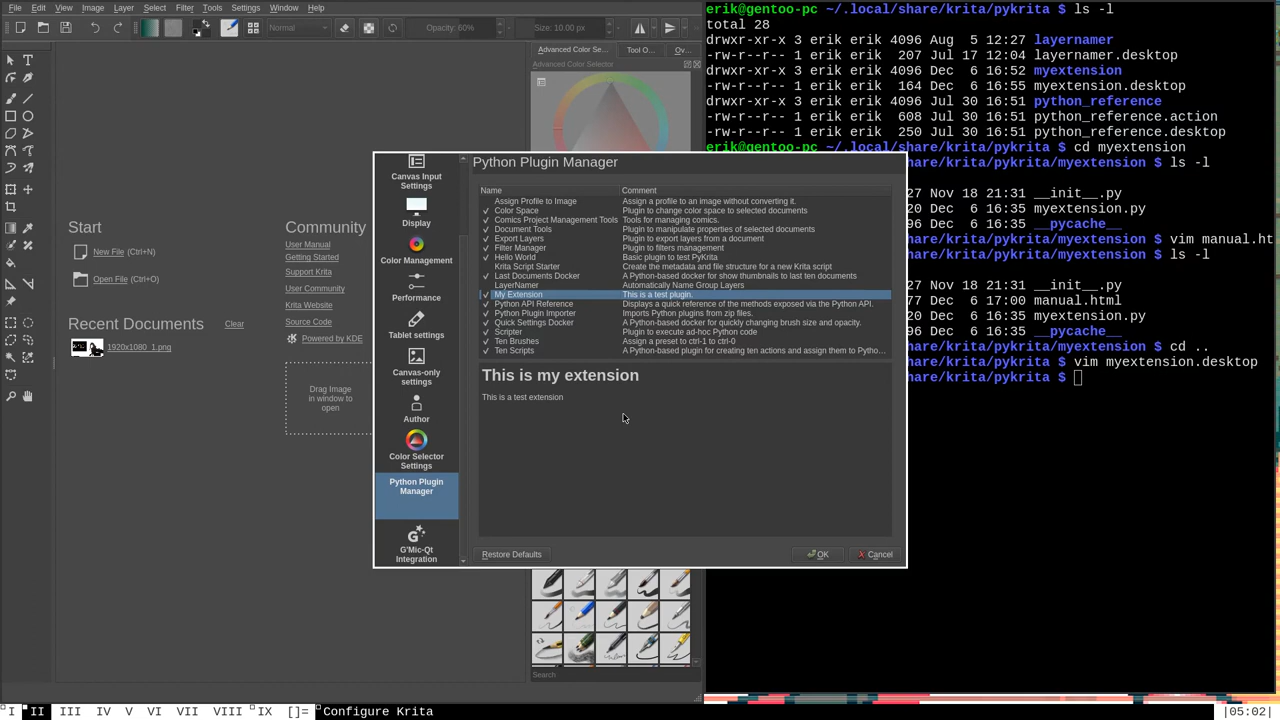 File Edit View Image Layer Select Filter Tools Settings Window Help
Normal
Opacity: 60%
Size: 10.00 px
Advanced Color Se...
Tool O...
Ov...
Advanced Color Selector
Start
New File (Ctrl+N)
Open File (Ctrl+O)
Recent Documents
Clear
1920x1080_1.png
Community
User Manual
Getting Started
Support Krita
User Community
Krita Website
Source Code
Powered by KDE
Drag Image
in window to
open
Search
Canvas Input
Settings
Display
Color Management
Performance
Tablet settings
Canvas-only
settings
Author
Color Selector
Settings
Python Plugin
Manager
G'Mic-Qt
Integration
Python Plugin Manager
Name Comment
Assign Profile to Image Assign a profile to an image without converting it.
Color Space Plugin to change color space to selected documents
Comics Project Management Tools Tools for managing comics.
Document Tools Plugin to manipulate properties of selected documents
Export Layers Plugin to export layers from a document
Filter Manager Plugin to filters management
Hello World Basic plugin to test PyKrita
Krita Script Starter Create the metadata and file structure for a new Krita script
Last Documents Docker A Python-based docker for show thumbnails to last ten documents
LayerNamer Automatically Name Group Layers
My Extension This is a test plugin.
Python API Reference Displays a quick reference of the methods exposed via the Python API.
Python Plugin Importer Imports Python plugins from zip files.
Quick Settings Docker A Python-based docker for quickly changing brush size and opacity.
Scripter Plugin to execute ad-hoc Python code
Ten Brushes Assign a preset to ctrl-1 to ctrl-0
Ten Scripts A Python-based plugin for creating ten actions and assign them to Pytho...
This is my extension
This is a test extension
Restore Defaults
OK
Cancel
erik@gentoo-pc ~/.local/share/krita/pykrita $ ls -l
total 28
drwxr-xr-x 3 erik erik 4096 Aug  5 12:27 layernamer
-rw-r--r-- 1 erik erik  207 Jul 17 12:04 layernamer.desktop
drwxr-xr-x 3 erik erik 4096 Dec  6 16:52 myextension
-rw-r--r-- 1 erik erik  164 Dec  6 16:55 myextension.desktop
drwxr-xr-x 3 erik erik 4096 Jul 30 16:51 python_reference
-rw-r--r-- 1 erik erik  608 Jul 30 16:51 python_reference.action
-rw-r--r-- 1 erik erik  250 Jul 30 16:51 python_reference.desktop
erik@gentoo-pc ~/.local/share/krita/pykrita $ cd myextension
share/krita/pykrita/myextension $ ls -l
27 Nov 18 21:31 __init__.py
20 Dec  6 16:35 myextension.py
96 Dec  6 16:35 __pycache__
share/krita/pykrita/myextension $ vim manual.ht
share/krita/pykrita/myextension $ ls -l
27 Nov 18 21:31 __init__.py
77 Dec  6 17:00 manual.html
20 Dec  6 16:35 myextension.py
96 Dec  6 16:35 __pycache__
share/krita/pykrita/myextension $ cd ..
share/krita/pykrita $ vim myextension.desktop
share/krita/pykrita $
I II III IV V VI VII VIII IX []= Configure Krita
|05:02|